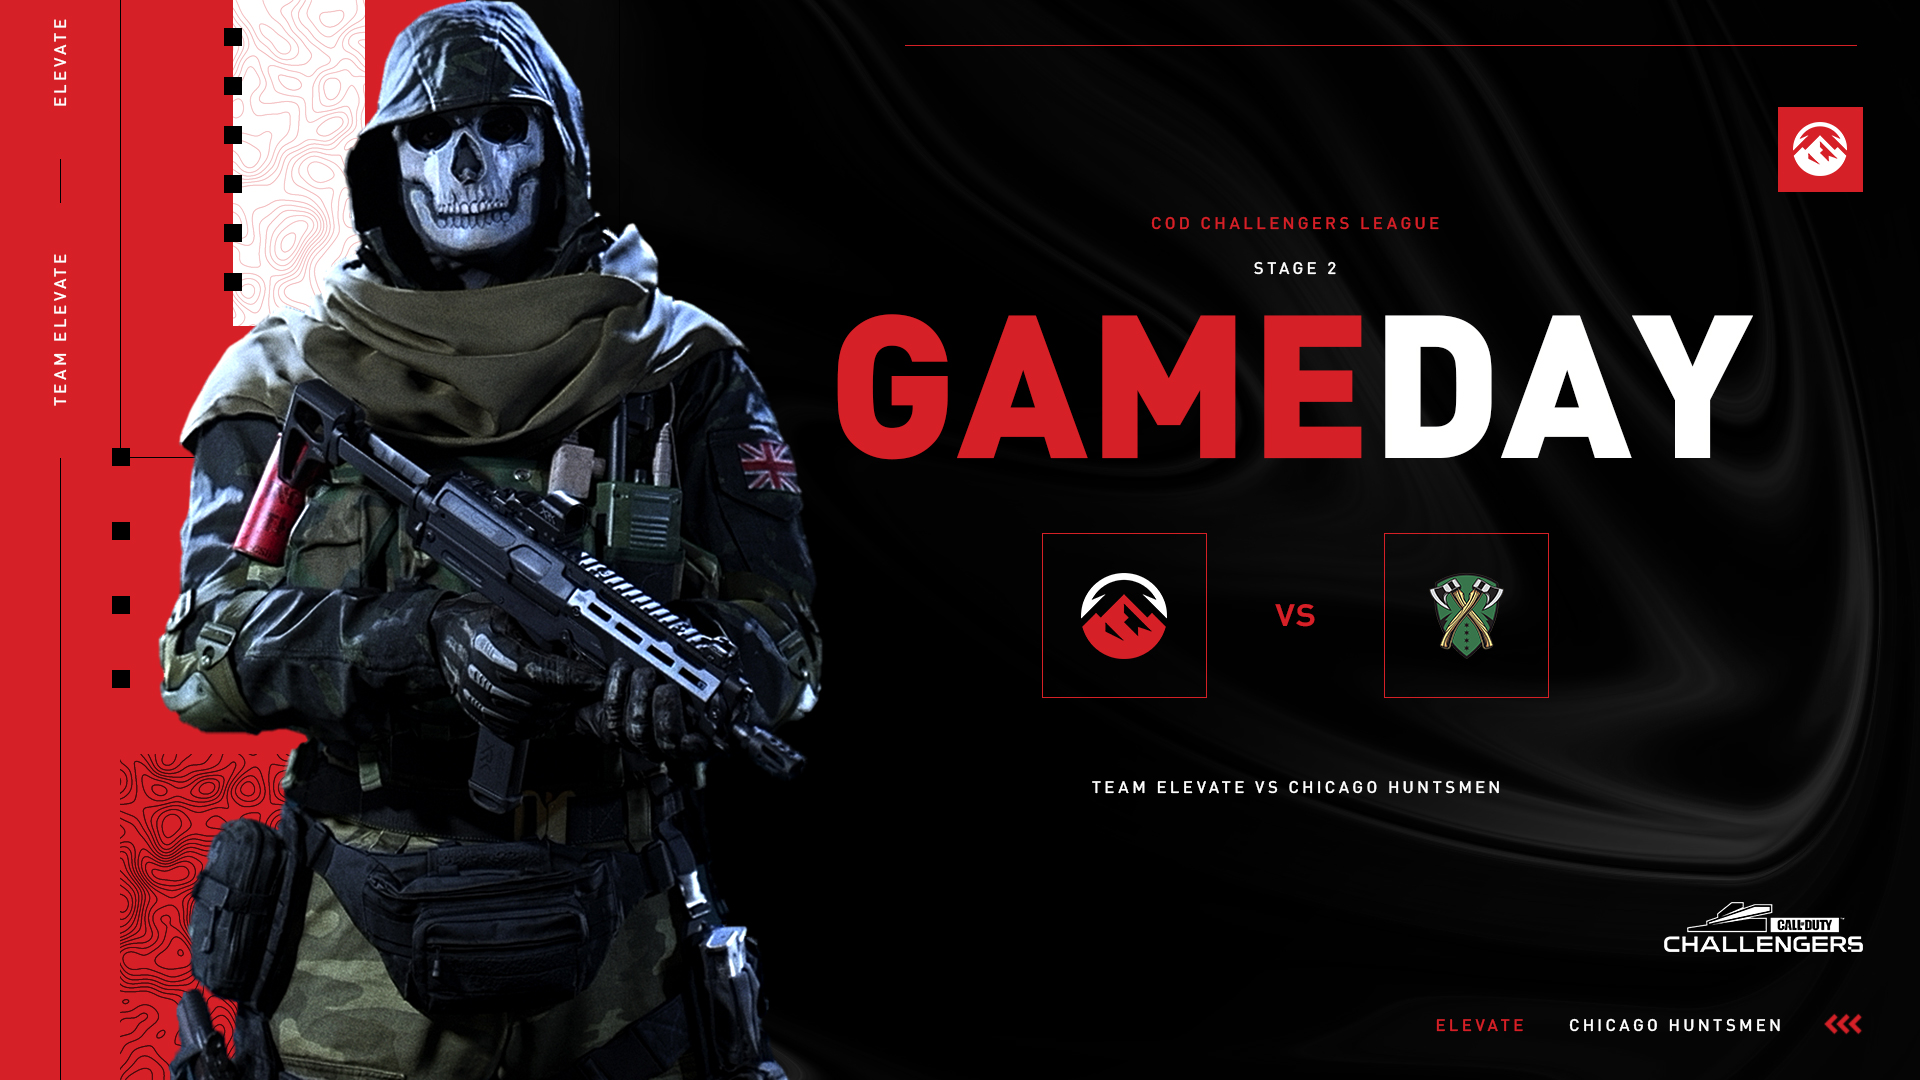 ELEVATE
TEAM ELEVATE
COD CHALLENGERS LEAGUE
STAGE 2
GAMEDAY
VS
TEAM ELEVATE VS CHICAGO HUNTSMEN
CALL OF DUTY
CHALLENGERS
ELEVATE CHICAGO HUNTSMEN